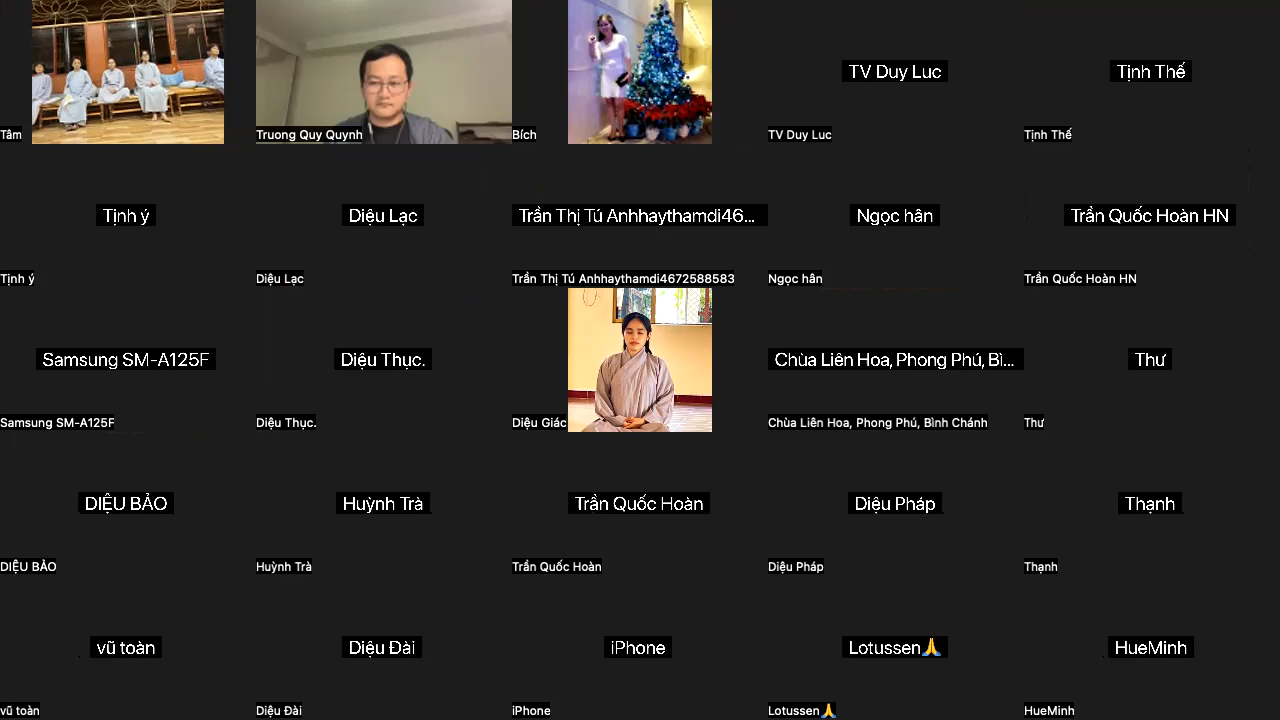 TV Duy Luc
Tịnh Thế
Tâm
Truong Quy Quynh
Bích
TV Duy Luc
Tịnh Thế
Tịnh ý
Diệu Lạc
Trần Thị Tú Anhhaythamdi46...
Ngọc hân
Trần Quốc Hoàn HN
Tịnh ý
Diệu Lạc
Trần Thị Tú Anhhaythamdi4672588583
Ngọc hân
Trần Quốc Hoàn HN
Samsung SM-A125F
Diệu Thục.
Chùa Liên Hoa, Phong Phú, Bì...
Thư
Samsung SM-A125F
Diệu Thục.
Diệu Giác
Chùa Liên Hoa, Phong Phú, Bình Chánh
Thư
DIỆU BẢO
Huỳnh Trà
Trần Quốc Hoàn
Diệu Pháp
Thạnh
DIỆU BẢO
Huỳnh Trà
Trần Quốc Hoàn
Diệu Pháp
Thạnh
vũ toàn
Diệu Đài
iPhone
Lotussen🙏
HueMinh
vũ toàn
Diệu Đài
iPhone
Lotussen🙏
HueMinh